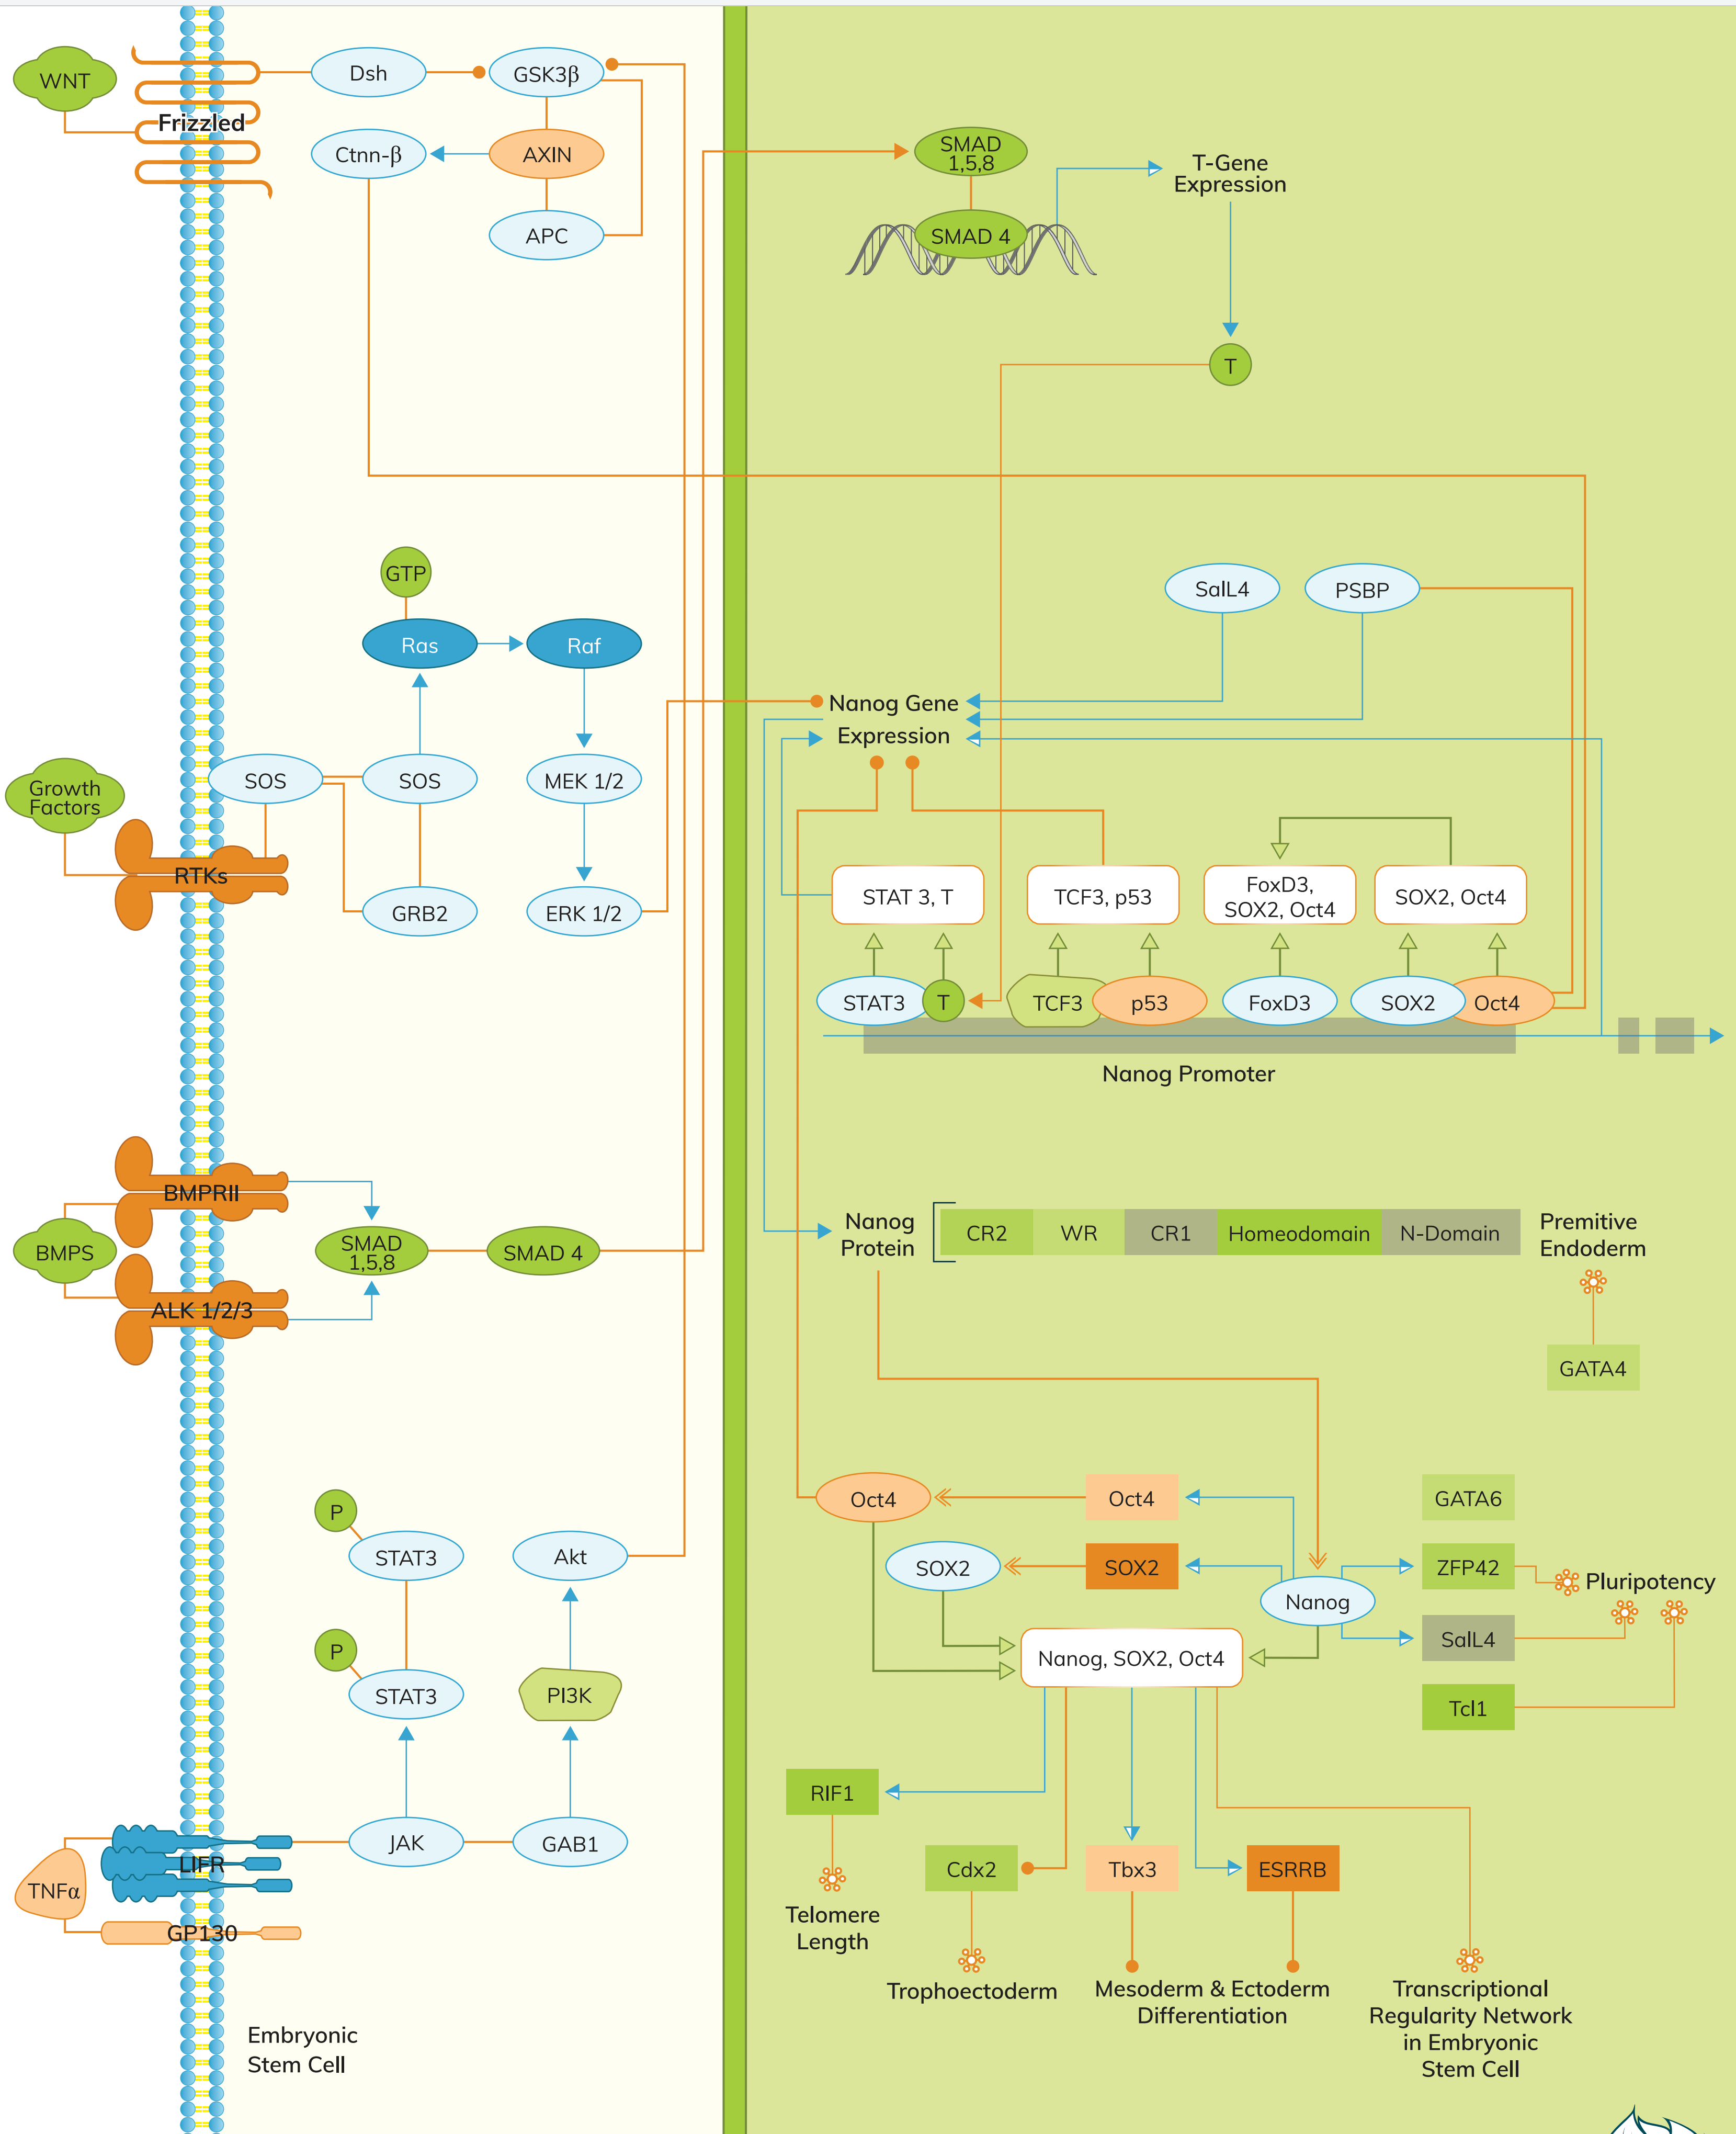 WNT
Frizzled
Dsh
GSK3β
Ctnn-β
AXIN
APC
SMAD
1,5,8
SMAD 4
T-Gene
Expression
T
GTP
Ras
Raf
SOS
SOS
MEK 1/2
Growth
Factors
RTKs
GRB2
ERK 1/2
SalL4
PSBP
Nanog Gene
Expression
STAT 3, T
TCF3, p53
FoxD3,
SOX2, Oct4
SOX2, Oct4
STAT3
T
TCF3
p53
FoxD3
SOX2
Oct4
Nanog Promoter
BMPRII
BMPS
ALK 1/2/3
SMAD
1,5,8
SMAD 4
Nanog
Protein
CR2
WR
CR1
Homeodomain
N-Domain
Premitive
Endoderm
GATA4
P
STAT3
Akt
P
STAT3
PI3K
Oct4
Oct4
GATA6
SOX2
SOX2
Nanog
ZFP42
Pluripotency
SalL4
Nanog, SOX2, Oct4
Tcl1
JAK
GAB1
LIFR
TNFα
GP130
RIF1
Telomere
Length
Cdx2
Tbx3
ESRRB
Trophoectoderm
Mesoderm & Ectoderm
Differentiation
Transcriptional
Regularity Network
in Embryonic
Stem Cell
Embryonic
Stem Cell